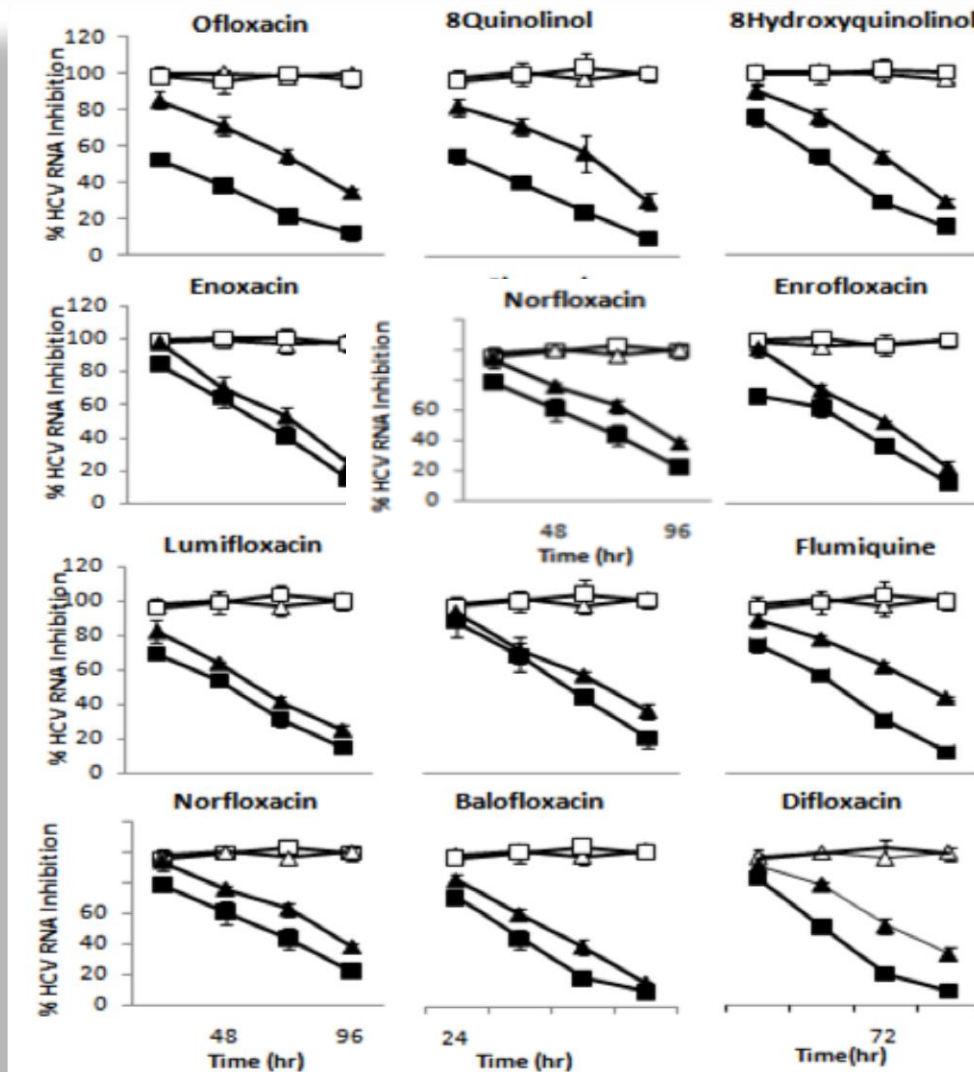 Ofloxacin
8Quinolinol
8Hydroxyquinolinol
% HCV RNA Inhibition
120
100
80
60
40
20
0
Enoxacin
Norfloxacin
Enrofloxacin
% HCV RNA Inhibition
120
100
80
60
40
20
0
% HCV RNA Inhibition
60
40
20
0
48
96
Time (hr)
Lumifloxacin
Flumiquine
% HCV RNA Inhibition
120
100
80
60
40
20
0
Norfloxacin
Balofloxacin
Difloxacin
% HCV RNA Inhibition
60
40
20
0
48
96
Time (hr)
24
Time (hr)
72
Time(hr)